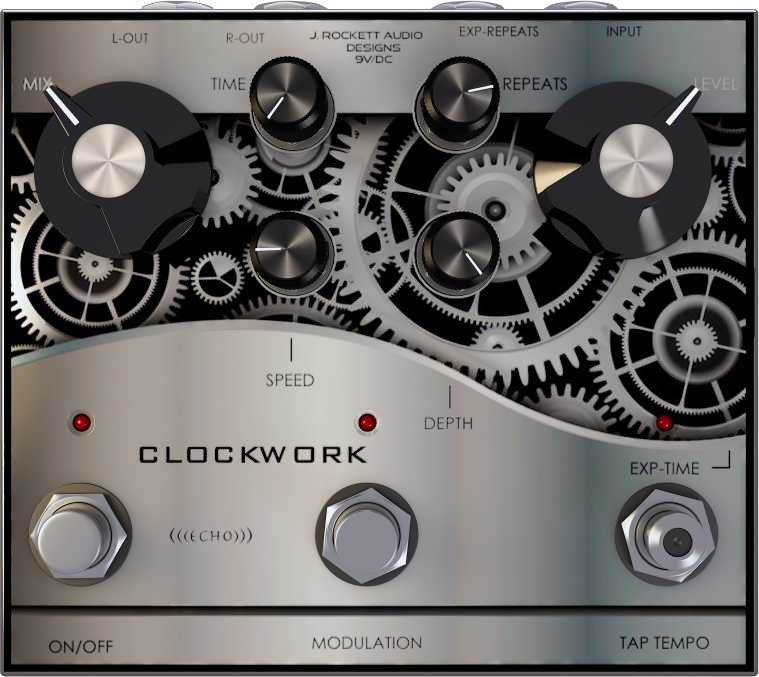 L-OUT
R-OUT
J. ROCKETT AUDIO
DESIGNS
9V/DC
EXP-REPEATS
INPUT
MIX
TIME
REPEATS
LEVEL
SPEED
DEPTH
CLOCKWORK
EXP-TIME
(((ECHO)))
ON/OFF
MODULATION
TAP TEMPO